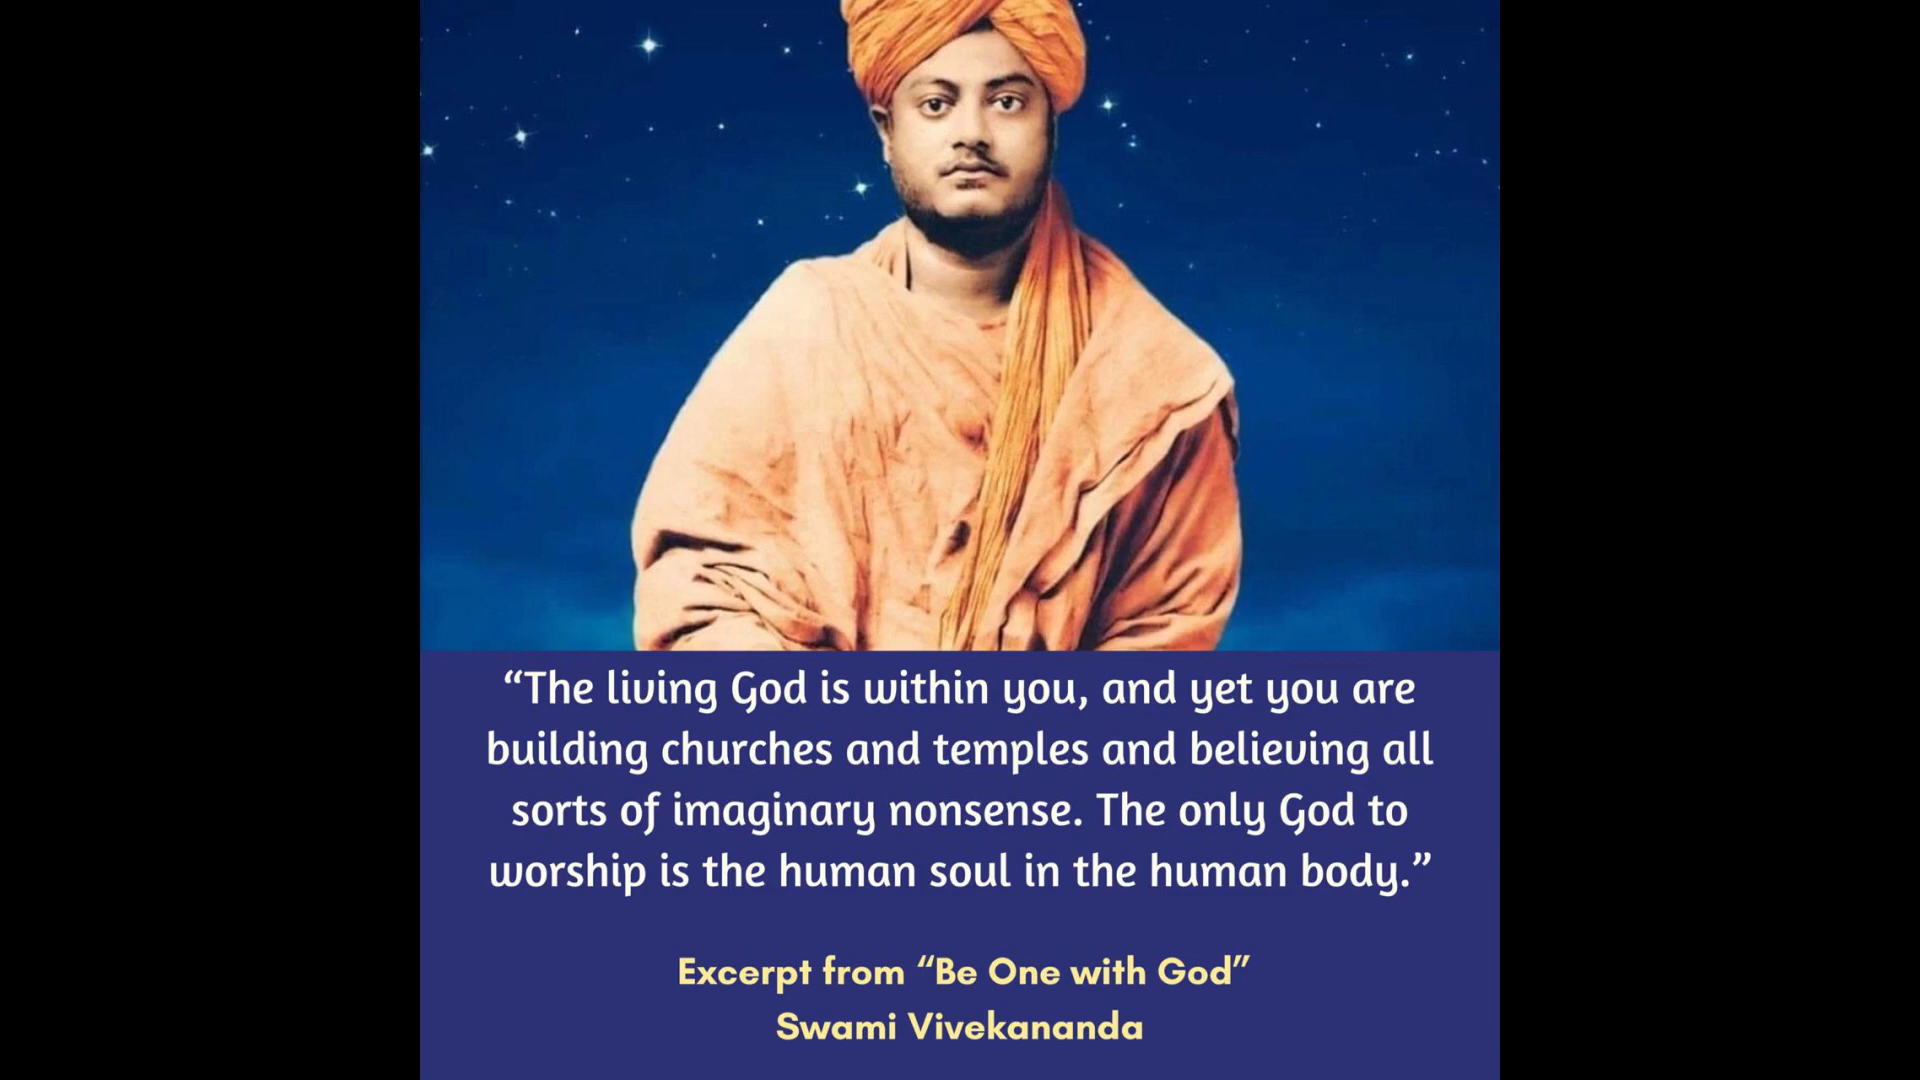 “The living God is within you, and yet you are
building churches and temples and believing all
sorts of imaginary nonsense. The only God to
worship is the human soul in the human body.”
Excerpt from “Be One with God”
Swami Vivekananda